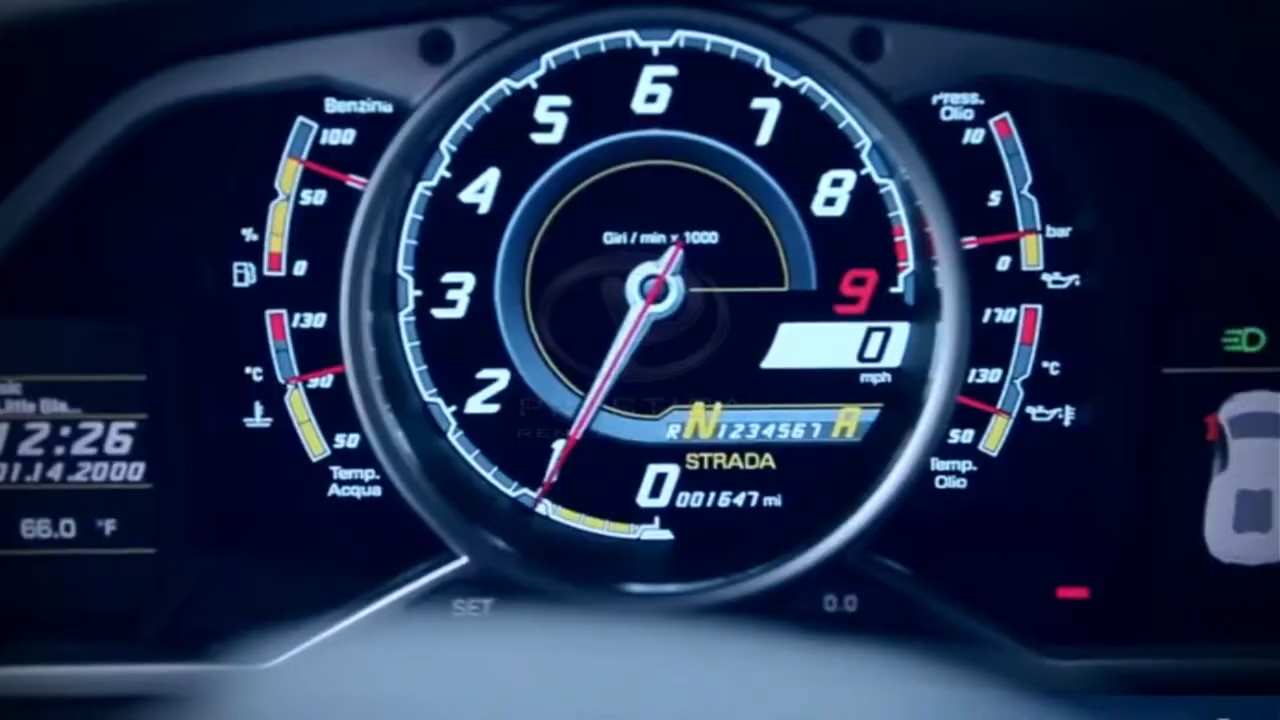 Benzina
100
50
%
0
130
°C
90
50
Temp.
Acqua
12:26
01.14.2000
66.0 °F
SET
6
5
7
4
8
3
9
2
1
0
Giri / min x 1000
0
mph
R N 1234567 A
STRADA
001647 mi
0.0
Press.
Olio
10
5
bar
0
170
°C
130
50
Temp.
Olio